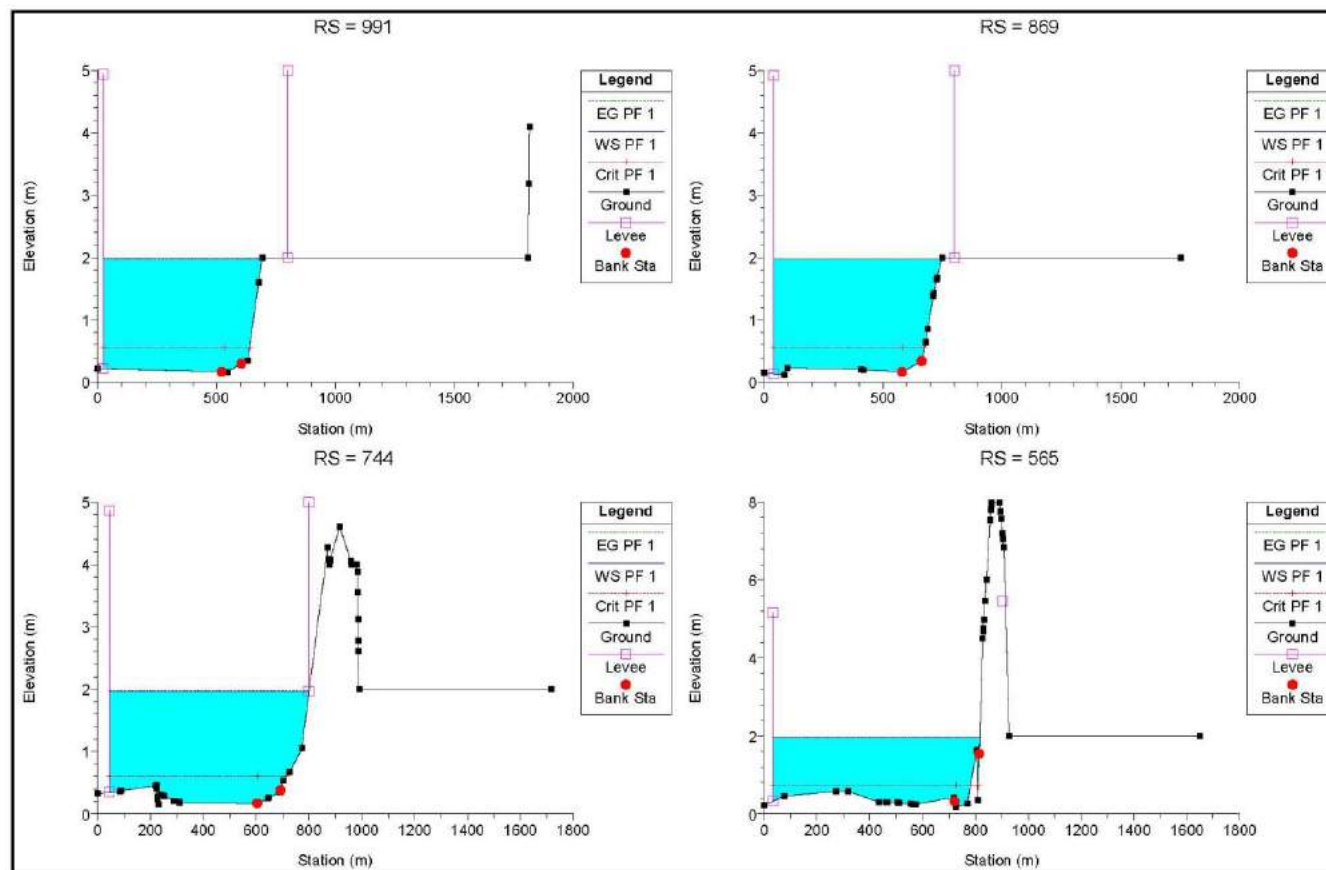 RS = 991
5
4
3
2
1
0
Elevation (m)
0
500
1000
1500
2000
Station (m)
Legend
EG PF 1
WS PF 1
Crit PF 1
Ground
Levee
Bank Sta
RS = 869
5
4
3
2
1
0
Elevation (m)
0
500
1000
1500
2000
Station (m)
Legend
EG PF 1
WS PF 1
Crit PF 1
Ground
Levee
Bank Sta
RS = 744
5
4
3
2
1
0
Elevation (m)
0
200
400
600
800
1000
1200
1400
1600
1800
Station (m)
Legend
EG PF 1
WS PF 1
Crit PF 1
Ground
Levee
Bank Sta
RS = 565
8
6
4
2
0
Elevation (m)
0
200
400
600
800
1000
1200
1400
1600
1800
Station (m)
Legend
EG PF 1
WS PF 1
Crit PF 1
Ground
Levee
Bank Sta